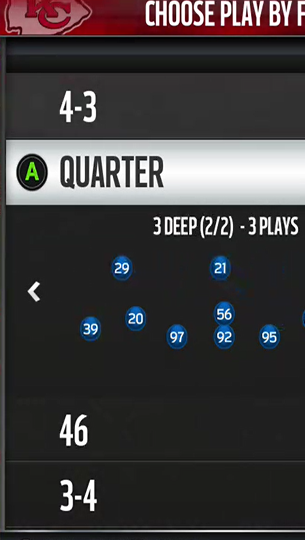 KC
CHOOSE PLAY BY F
4-3
A QUARTER
3 DEEP (2/2) - 3 PLAYS
29 21
39 20 97 56 92 95
46
3-4